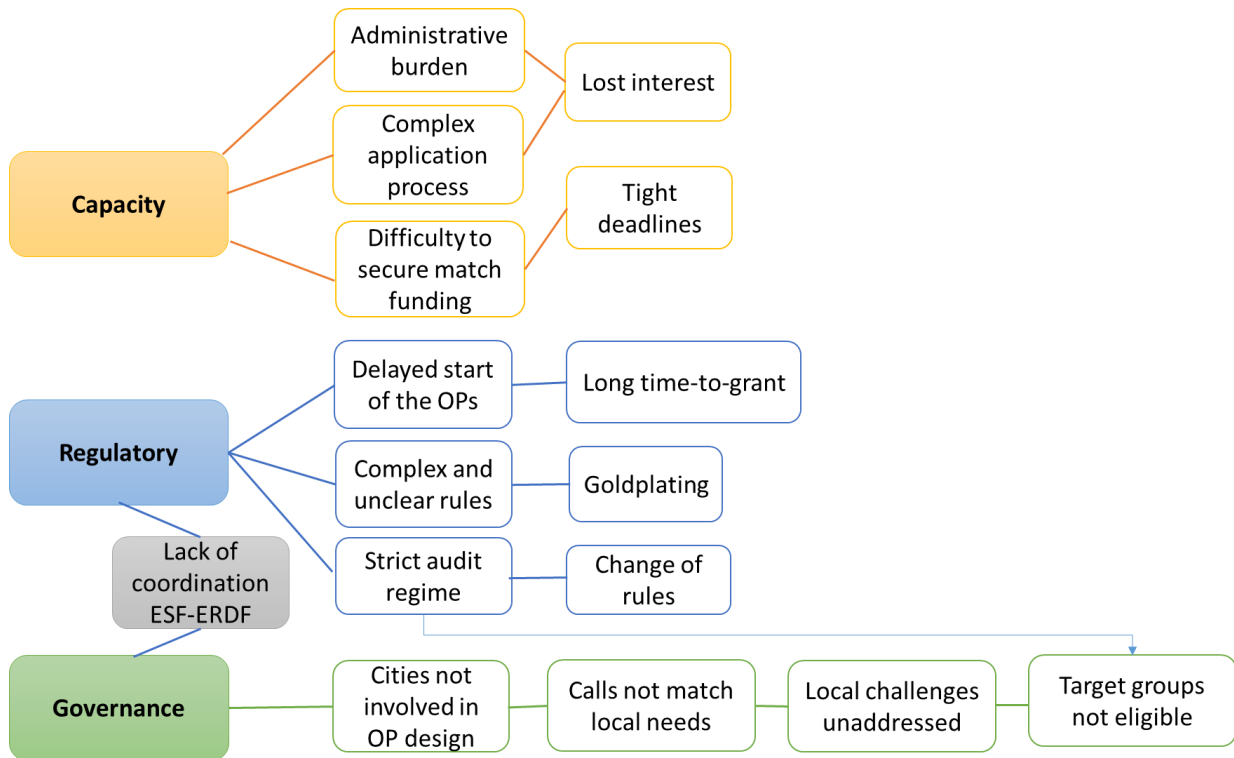 Capacity
Administrative
burden
Complex
application
process
Difficulty to
secure match
funding
Lost interest
Tight
deadlines
Regulatory
Delayed start
of the OPs
Long time-to-grant
Complex and
unclear rules
Goldplating
Strict audit
regime
Change of
rules
Lack of
coordination
ESF-ERDF
Governance
Cities not
involved in
OP design
Calls not match
local needs
Local challenges
unaddressed
Target groups
not eligible